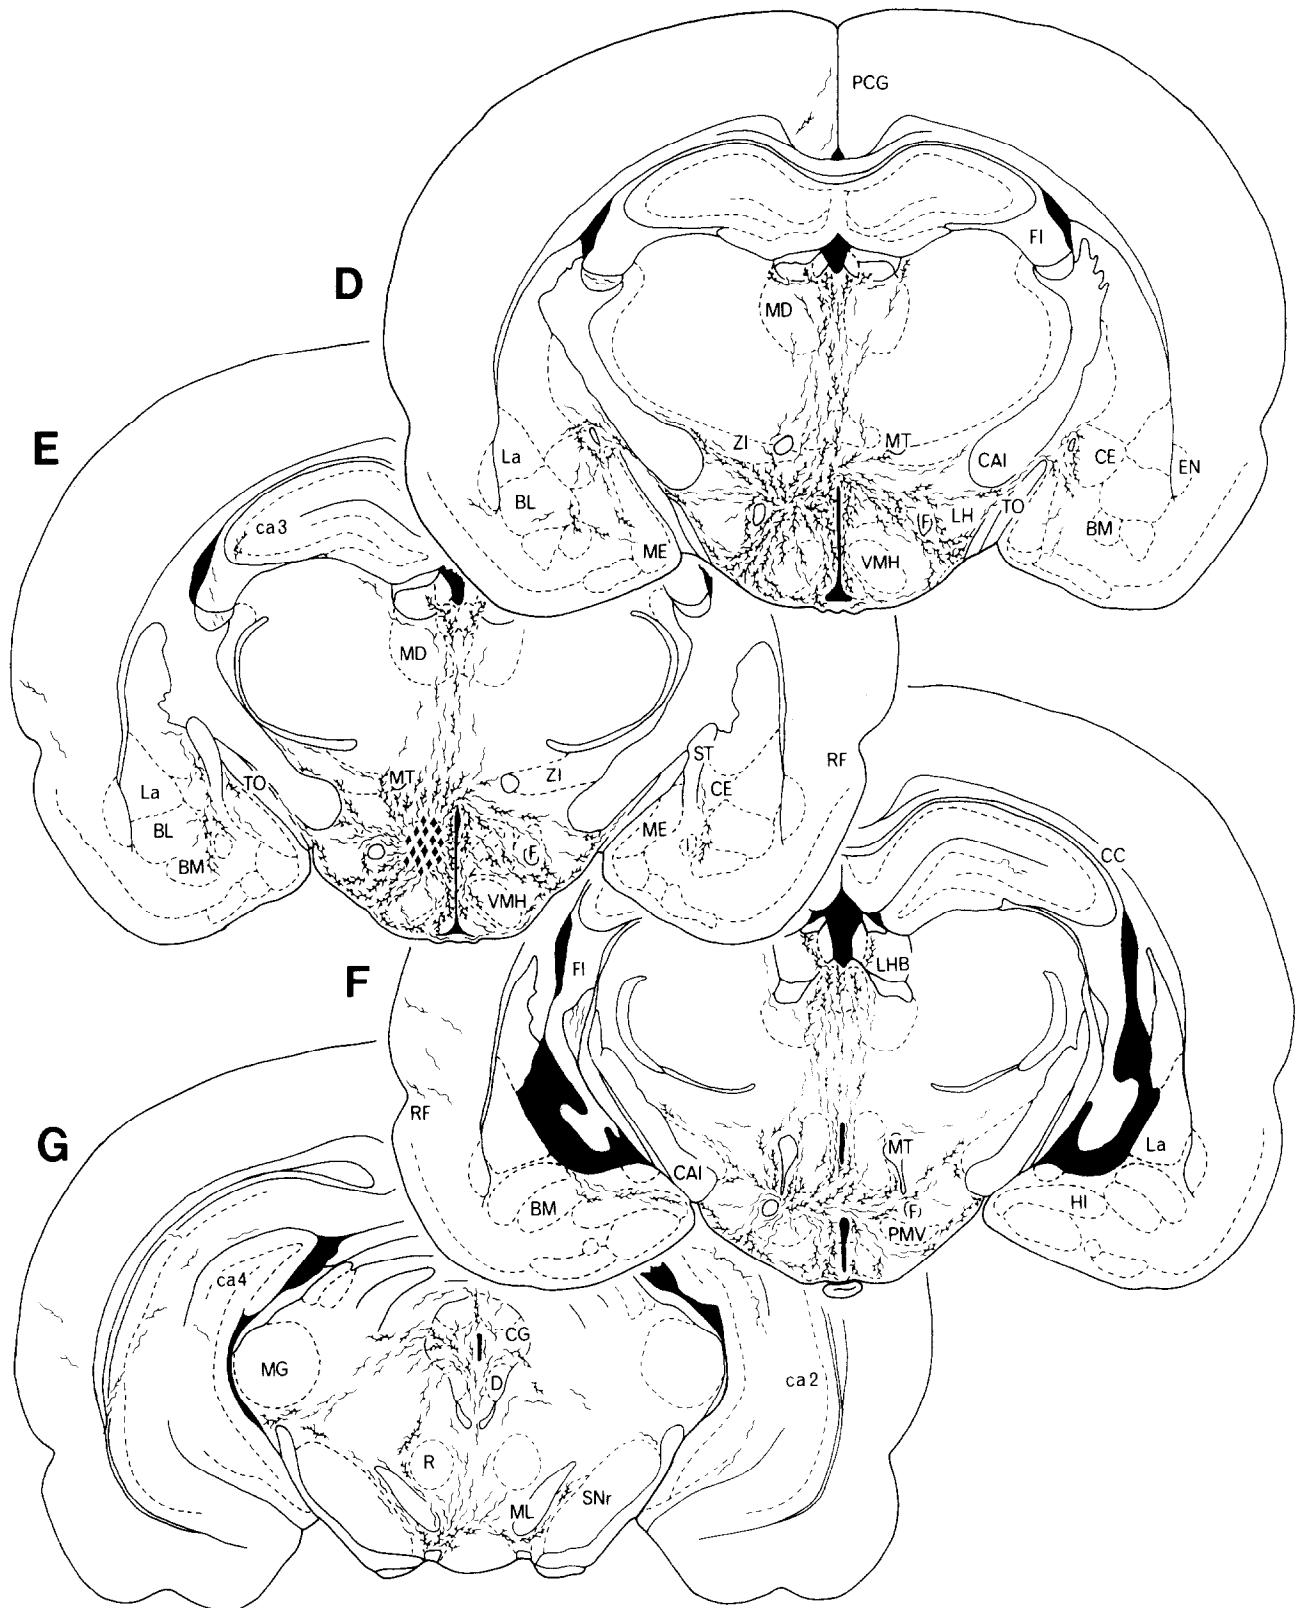 D
PCG
FI
MD
ZI
MT
La
CAI
CE
EN
BL
F
LH
TO
BM
ME
VMH
E
ca3
MD
RF
MT
ZI
ST
TO
La
CE
BL
ME
BM
F
VMH
F
CC
FI
LHB
RF
MT
La
CAI
BM
HI
F
PMV
G
ca4
CG
MG
D
ca2
R
ML
SNr